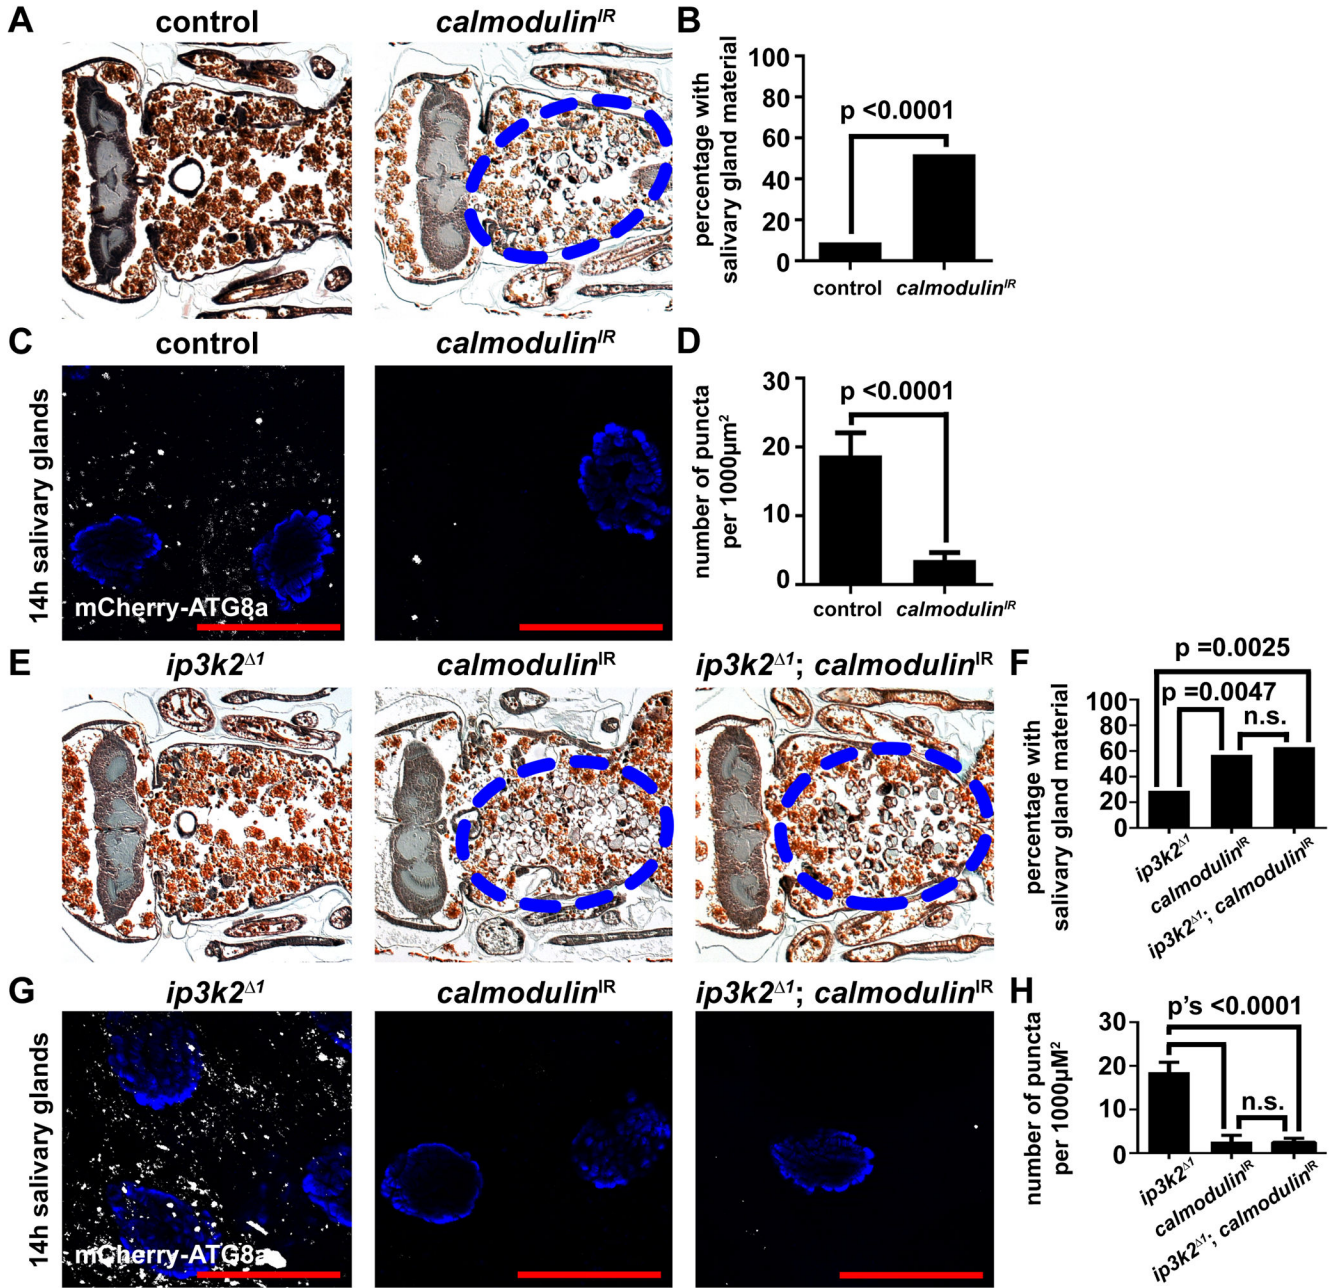 A
control
calmodulin^IR
B
percentage with
salivary gland material
100
80
60
40
20
0
p <0.0001
control
calmodulin^IR
C
control
calmodulin^IR
14h salivary glands
mCherry-ATG8a
D
number of puncta
per 1000µm²
30
20
10
0
p <0.0001
control
calmodulin^IR
E
ip3k2^Δ1
calmodulin^IR
ip3k2^Δ1; calmodulin^IR
F
percentage with
salivary gland material
100
80
60
40
20
0
p =0.0025
p =0.0047
n.s.
ip3k2^Δ1
calmodulin^IR
ip3k2^Δ1; calmodulin^IR
G
ip3k2^Δ1
calmodulin^IR
ip3k2^Δ1; calmodulin^IR
14h salivary glands
mCherry-ATG8a
H
number of puncta
per 1000µM²
30
20
10
0
p's <0.0001
n.s.
ip3k2^Δ1
calmodulin^IR
ip3k2^Δ1; calmodulin^IR